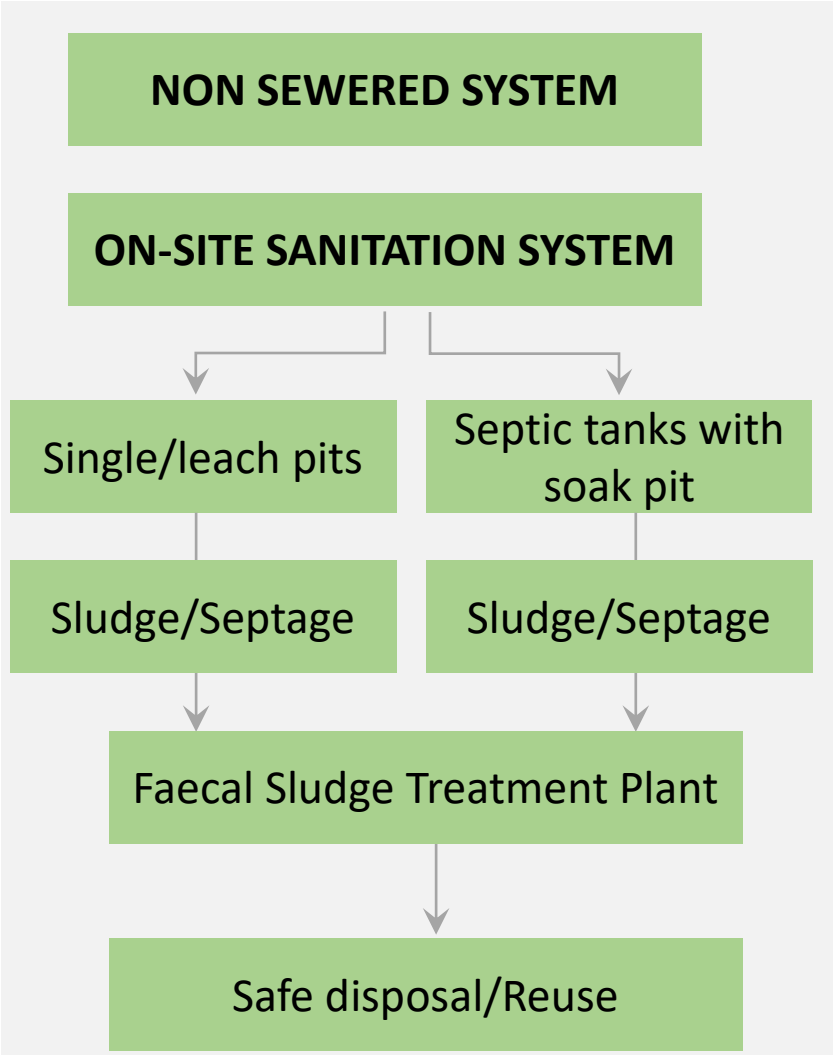 NON SEWERED SYSTEM
ON-SITE SANITATION SYSTEM
Single/leach pits
Septic tanks with
soak pit
Sludge/Septage
Sludge/Septage
Faecal Sludge Treatment Plant
Safe disposal/Reuse